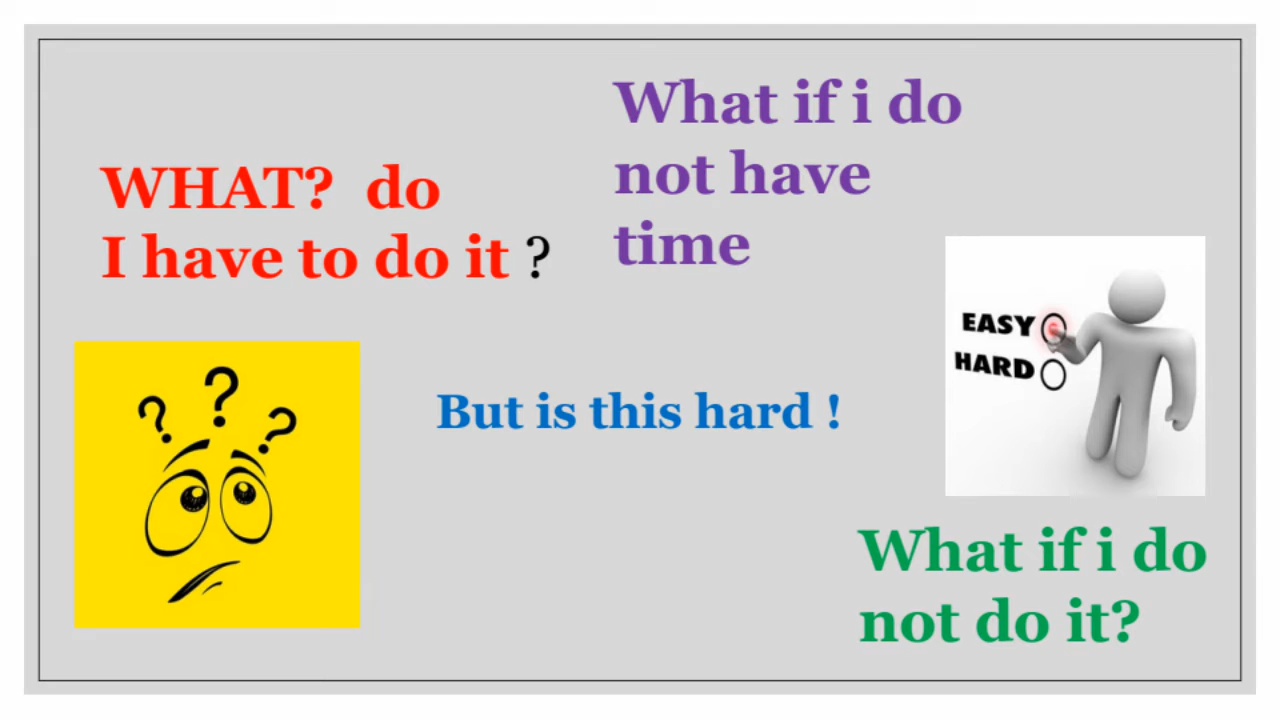 WHAT? do
I have to do it ?
What if i do
not have
time
EASY
HARD
But is this hard !
? ? ?
What if i do
not do it?